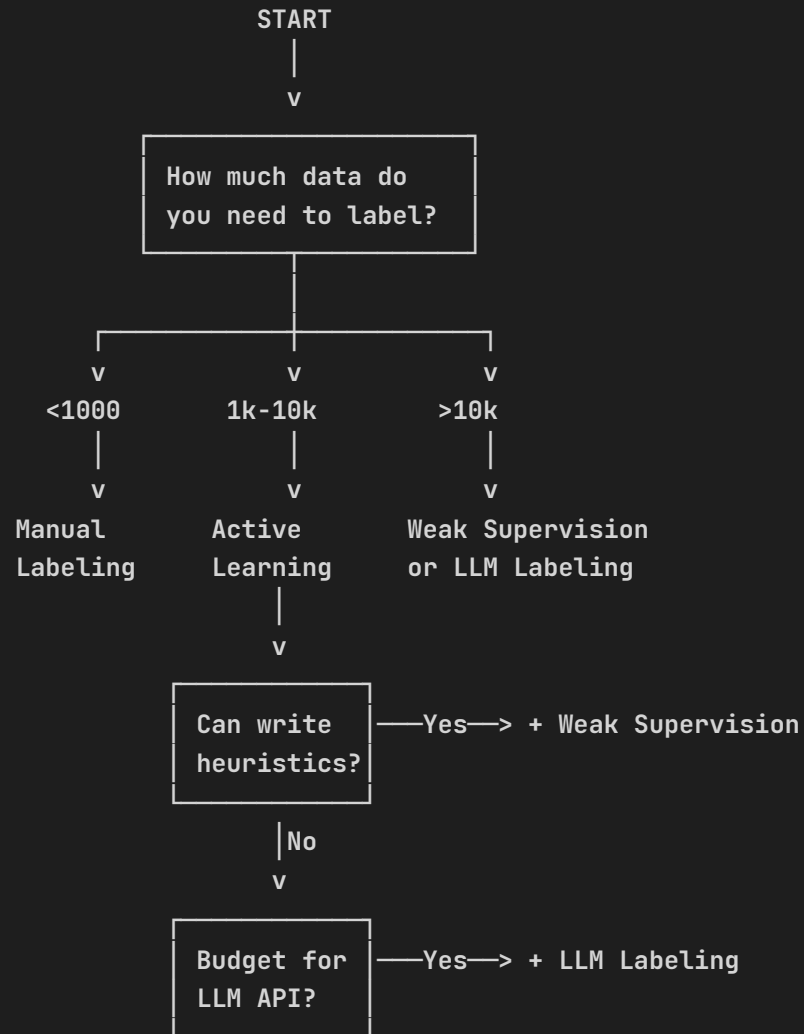 START
v
How much data do
you need to label?
v v v
<1000 1k-10k >10k
v v v
Manual Active Weak Supervision
Labeling Learning or LLM Labeling
v
Can write ───Yes──> + Weak Supervision
heuristics?
No
v
Budget for ───Yes──> + LLM Labeling
LLM API?